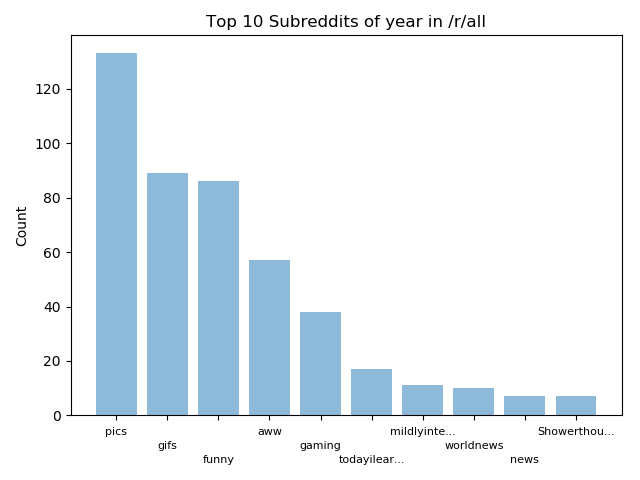 Top 10 Subreddits of year in /r/all
Count
120
100
80
60
40
20
0
pics
gifs
funny
aww
gaming
todayilear...
mildlyinte...
worldnews
news
Showerthou...